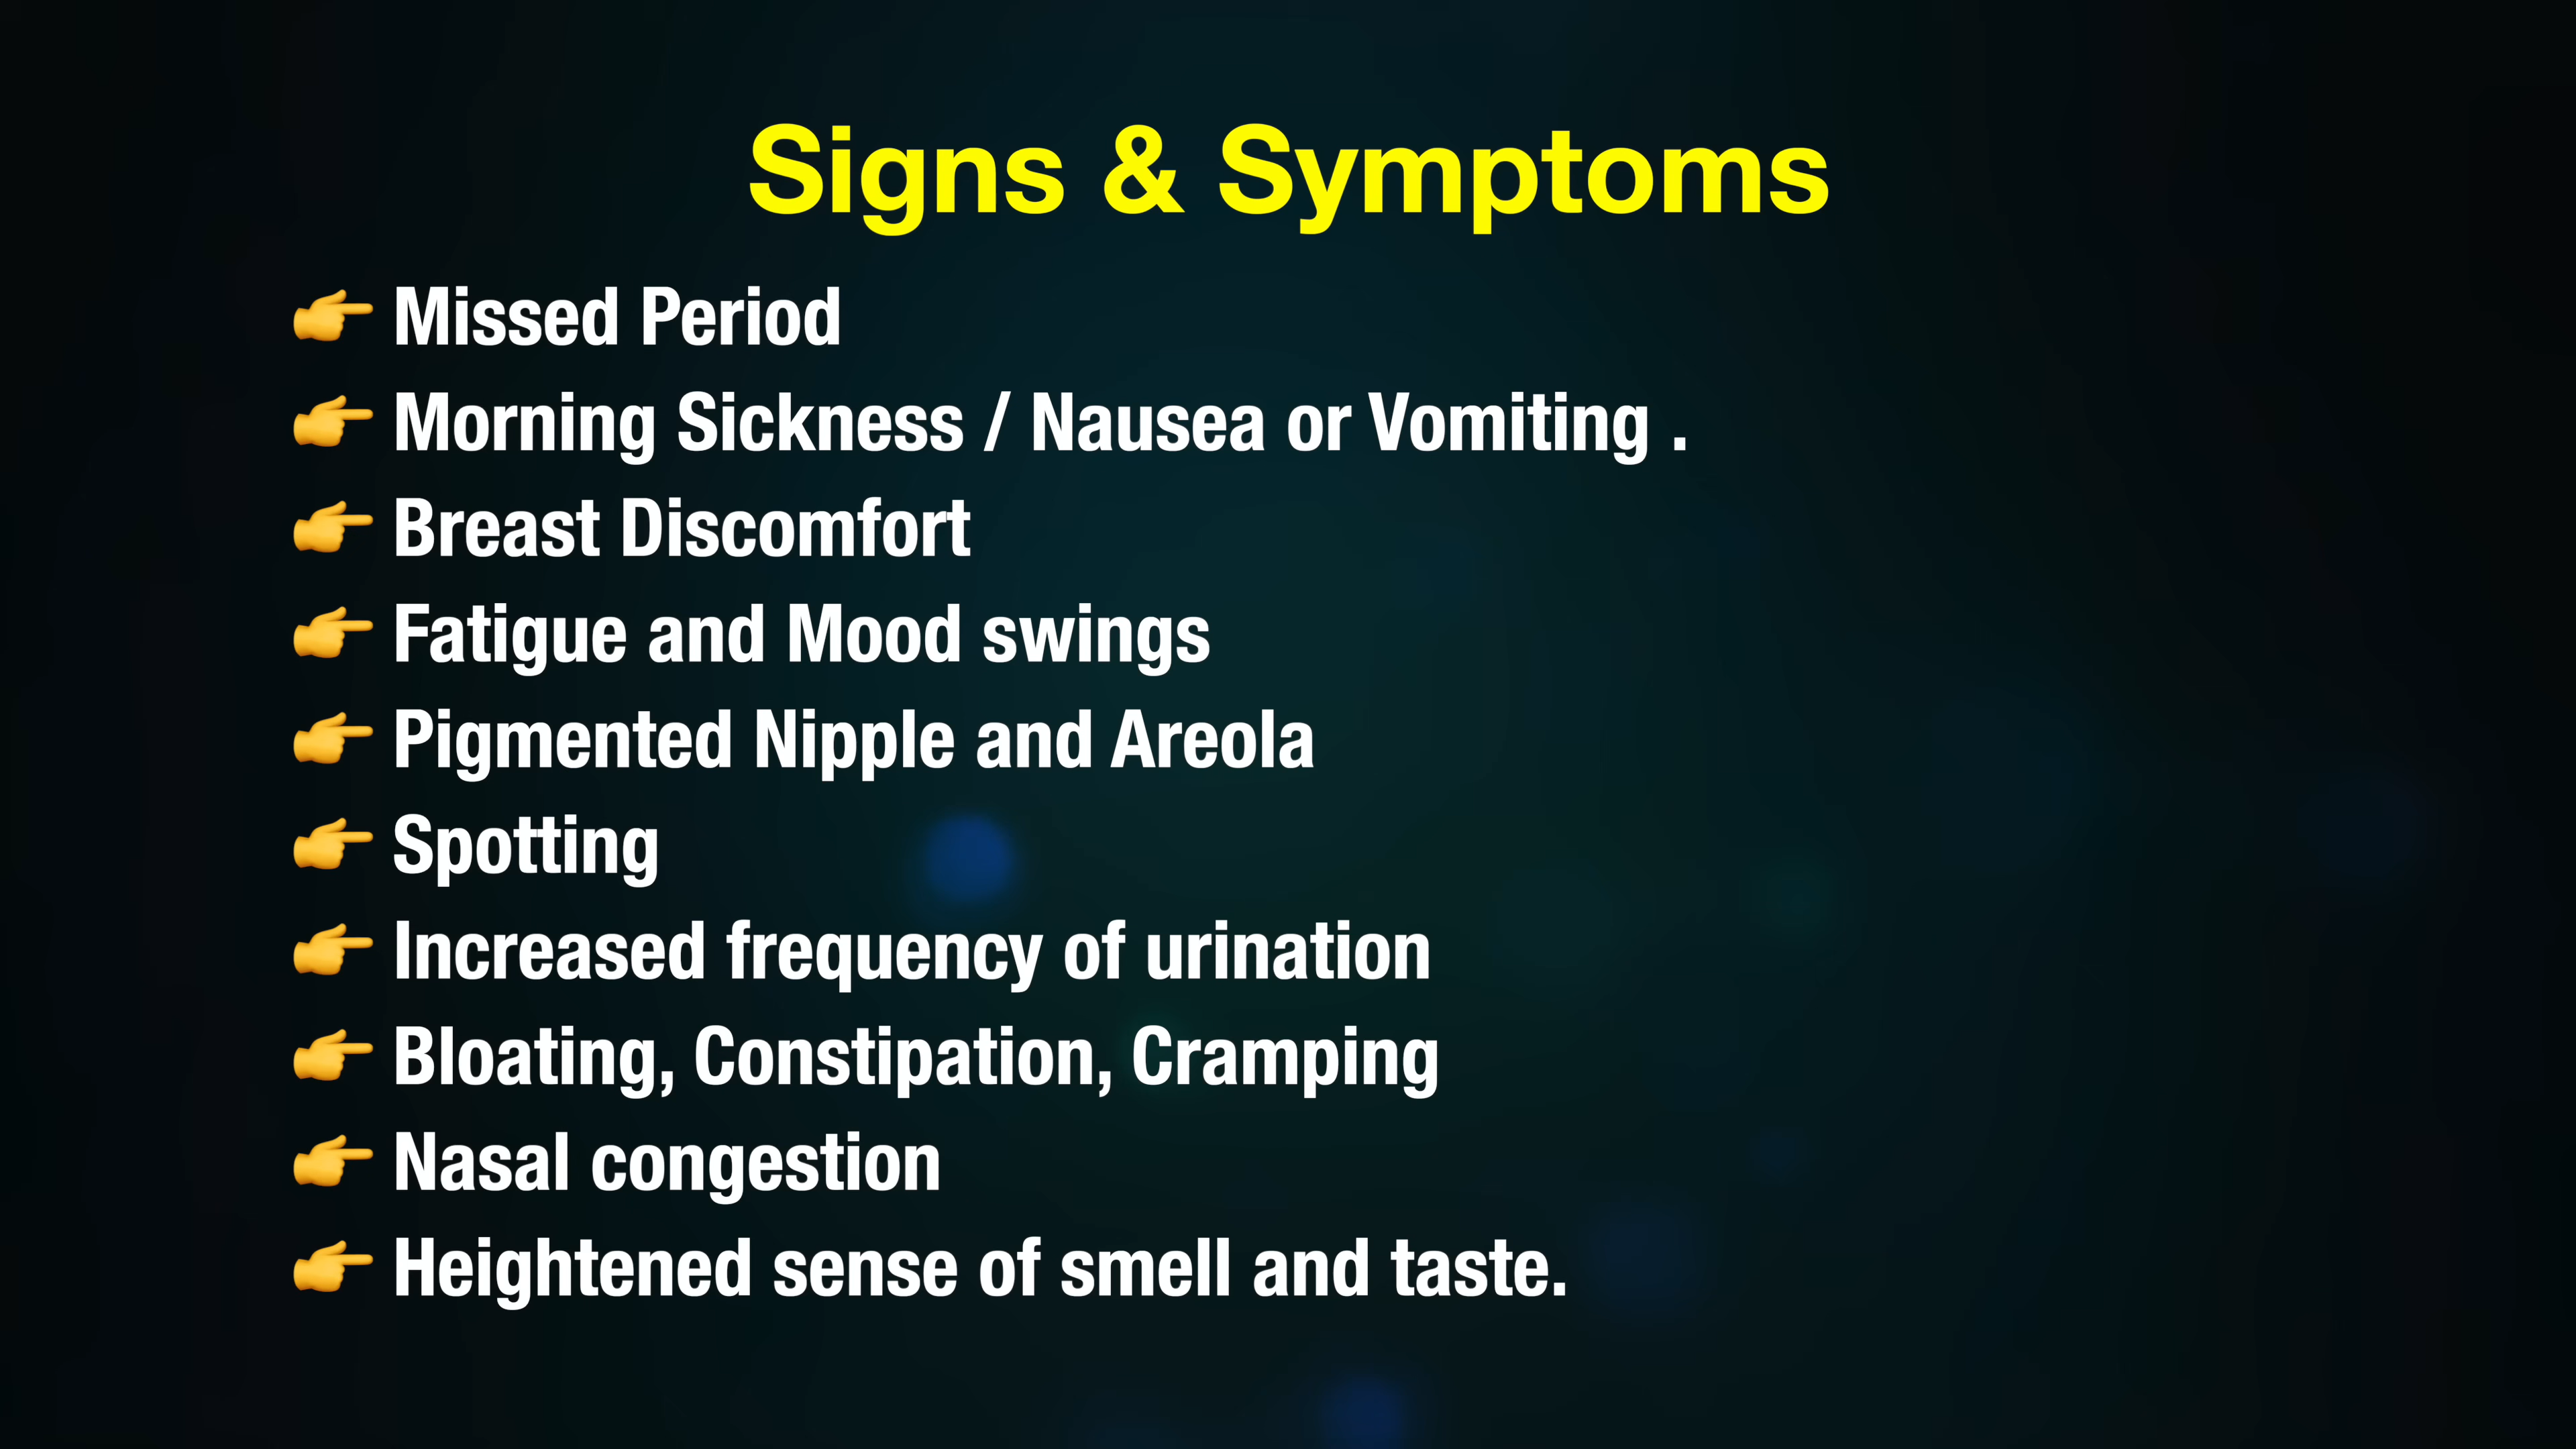 Signs & Symptoms
👉 Missed Period
👉 Morning Sickness / Nausea or Vomiting .
👉 Breast Discomfort
👉 Fatigue and Mood swings
👉 Pigmented Nipple and Areola
👉 Spotting
👉 Increased frequency of urination
👉 Bloating, Constipation, Cramping
👉 Nasal congestion
👉 Heightened sense of smell and taste.